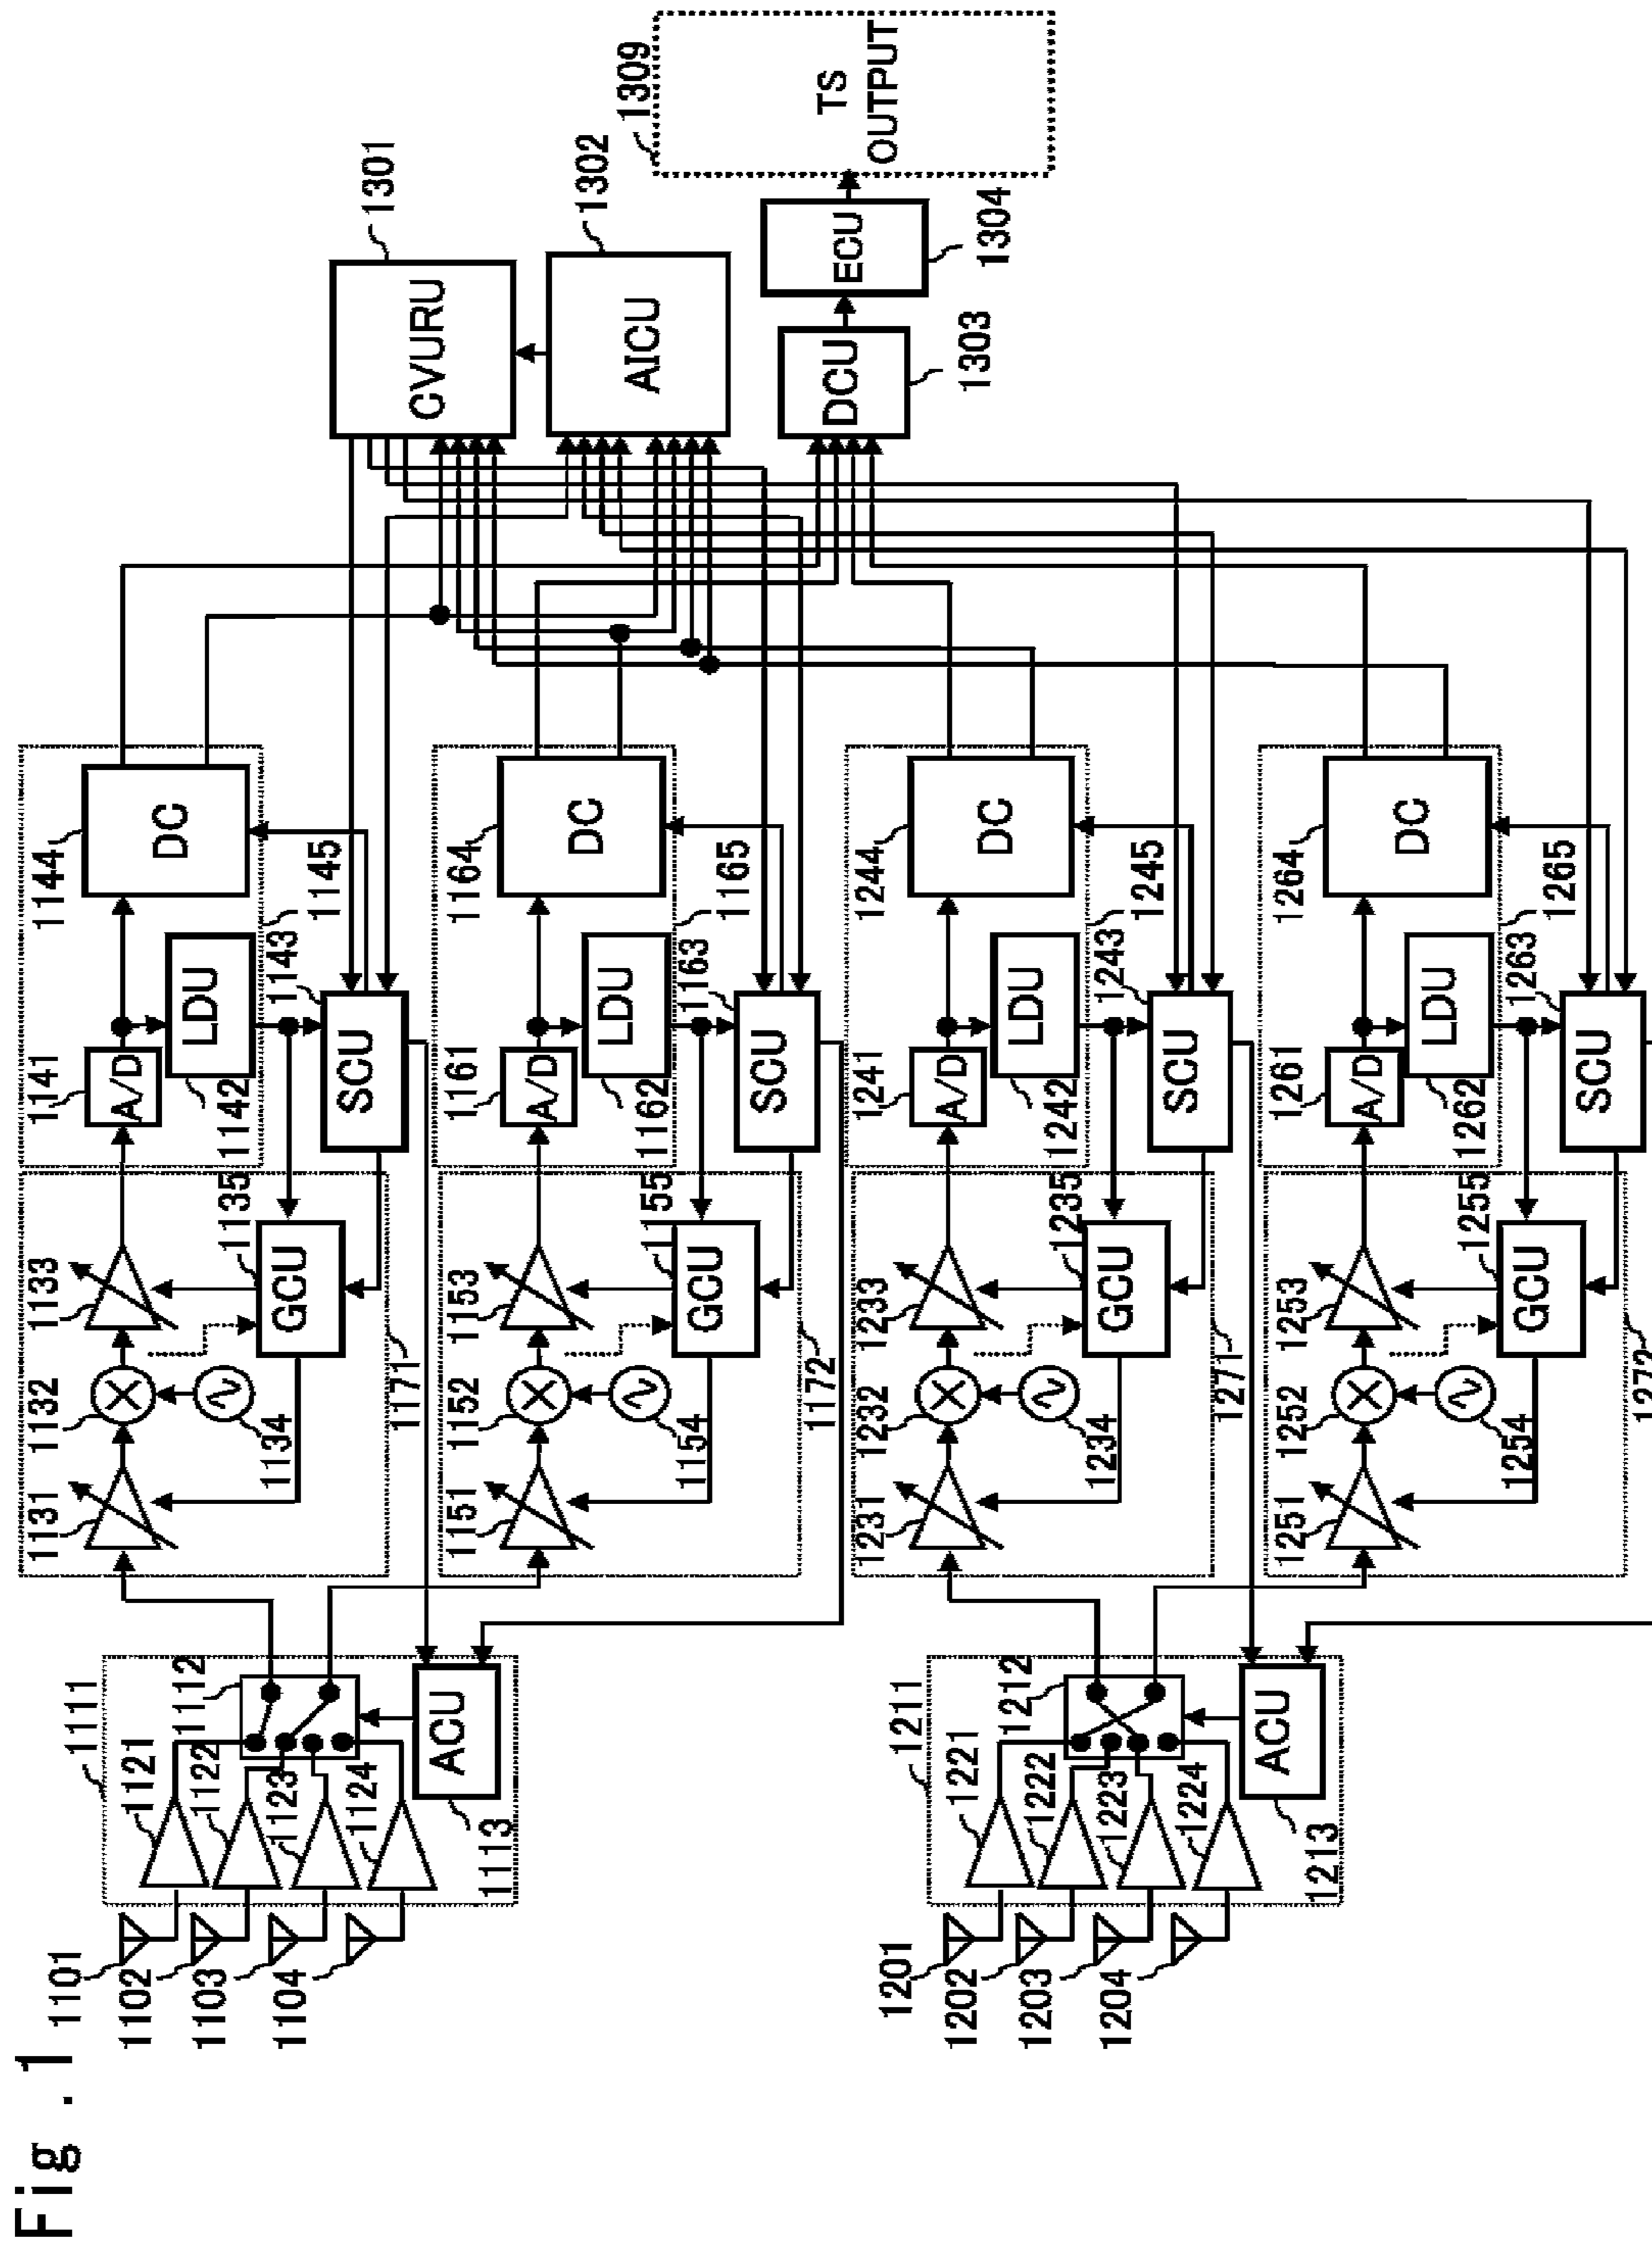 Fig .1
1101
1102
1103
1104
1111
1121
1122
1123
1124
1112
ACU
1113
1131
1132
1133
1134
1135
GCU
1171
1141
A/D
LDU
1142
1143
SCU
1144
DC
1145
1151
1152
1153
1154
1155
GCU
1172
1161
A/D
LDU
1162
1163
SCU
1164
DC
1165
1201
1202
1203
1204
1211
1221
1222
1223
1224
1212
ACU
1213
1231
1232
1233
1234
1235
GCU
1271
1241
A/D
LDU
1242
1243
SCU
1244
DC
1245
1251
1252
1253
1254
1255
GCU
1272
1261
A/D
LDU
1262
1263
SCU
1264
DC
1265
GVURU
1301
AICU
1302
DCU
1303
ECU
1304
1309
TS
OUTPUT